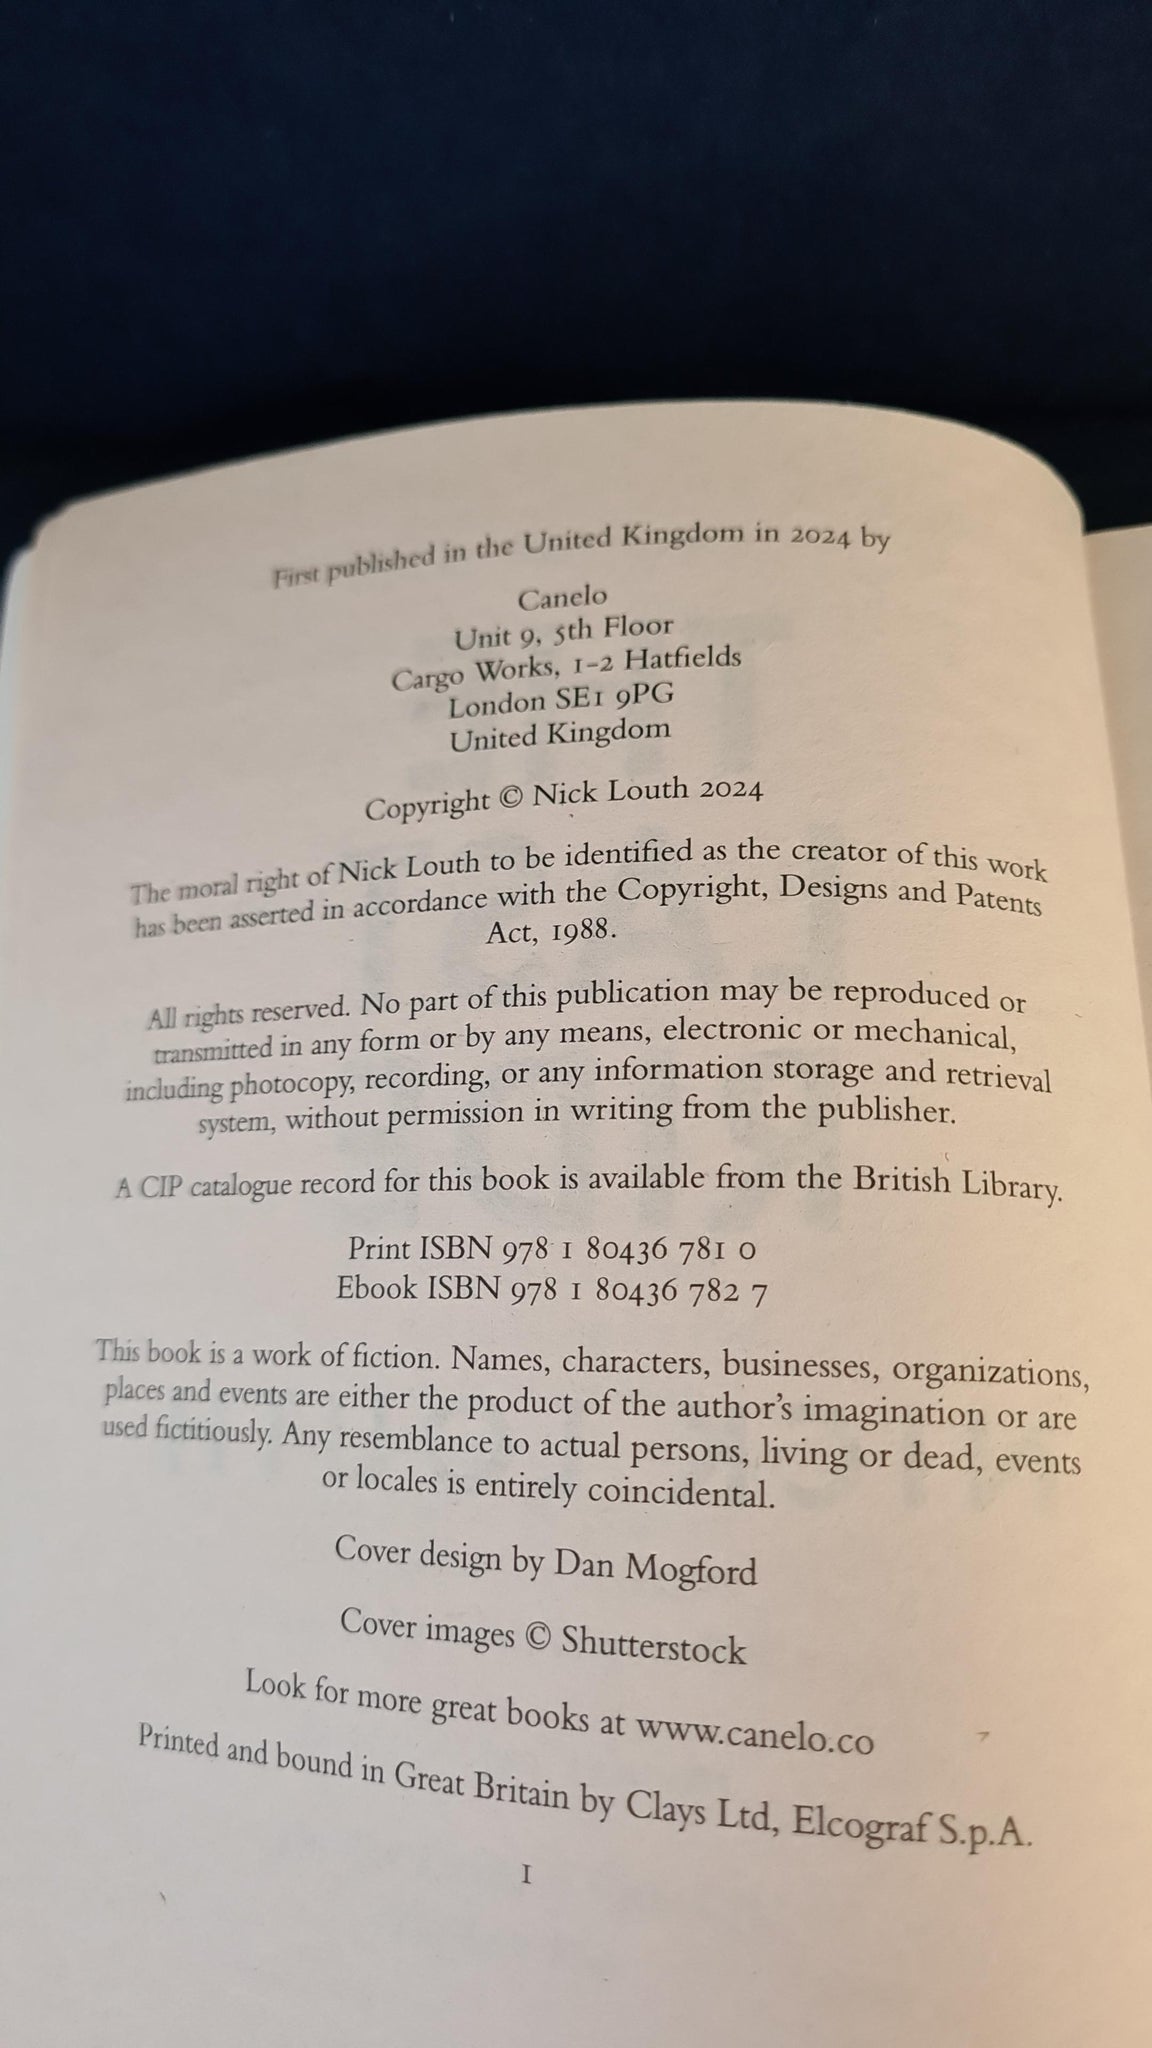 First published in the United Kingdom in 2024 by
Canelo
Unit 9, 5th Floor
Cargo Works, 1-2 Hatfields
London SE1 9PG
United Kingdom
Copyright © Nick Louth 2024
The moral right of Nick Louth to be identified as the creator of this work
has been asserted in accordance with the Copyright, Designs and Patents
Act, 1988.
All rights reserved. No part of this publication may be reproduced or
transmitted in any form or by any means, electronic or mechanical,
including photocopy, recording, or any information storage and retrieval
system, without permission in writing from the publisher.
A CIP catalogue record for this book is available from the British Library.
Print ISBN 978 1 80436 781 0
Ebook ISBN 978 1 80436 782 7
This book is a work of fiction. Names, characters, businesses, organizations,
places and events are either the product of the author's imagination or are
used fictitiously. Any resemblance to actual persons, living or dead, events
or locales is entirely coincidental.
Cover design by Dan Mogford
Cover images © Shutterstock
Look for more great books at www.canelo.co
Printed and bound in Great Britain by Clays Ltd, Elcograf S.p.A.
1